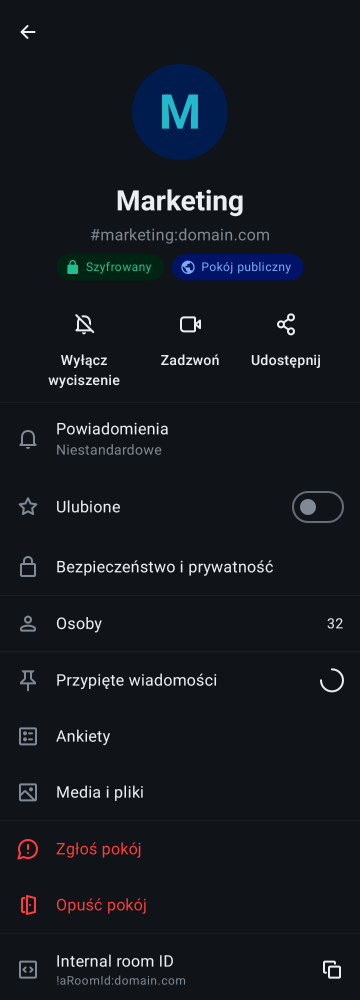 M
Marketing
#marketing:domain.com
Szyfrowany
Pokój publiczny
Wyłącz
wyciszenie
Zadzwoń
Udostępnij
Powiadomienia
Niestandardowe
Ulubione
Bezpieczeństwo i prywatność
Osoby 32
Przypięte wiadomości
Ankiety
Media i pliki
Zgłoś pokój
Opuść pokój
Internal room ID
!aRoomId:domain.com